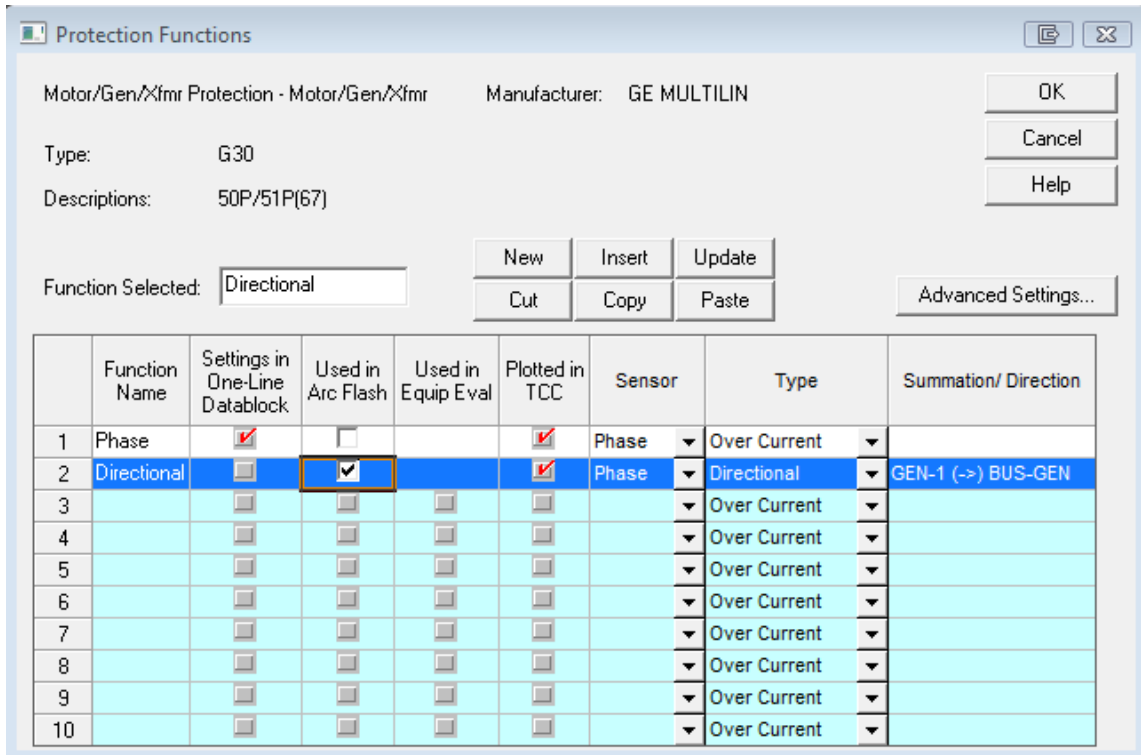 Protection Functions
Motor/Gen/Xfmr Protection - Motor/Gen/Xfmr Manufacturer: GE MULTILIN OK
Type: G30 Cancel
Descriptions: 50P/51P(67) Help
New Insert Update
Function Selected: Directional Cut Copy Paste Advanced Settings...
Function Name Settings in One-Line Datablock Used in Arc Flash Used in Equip Eval Plotted in TCC Sensor Type Summation/ Direction
1 Phase Phase Over Current
2 Directional Phase Directional GEN-1 (->) BUS-GEN
3 Over Current
4 Over Current
5 Over Current
6 Over Current
7 Over Current
8 Over Current
9 Over Current
10 Over Current